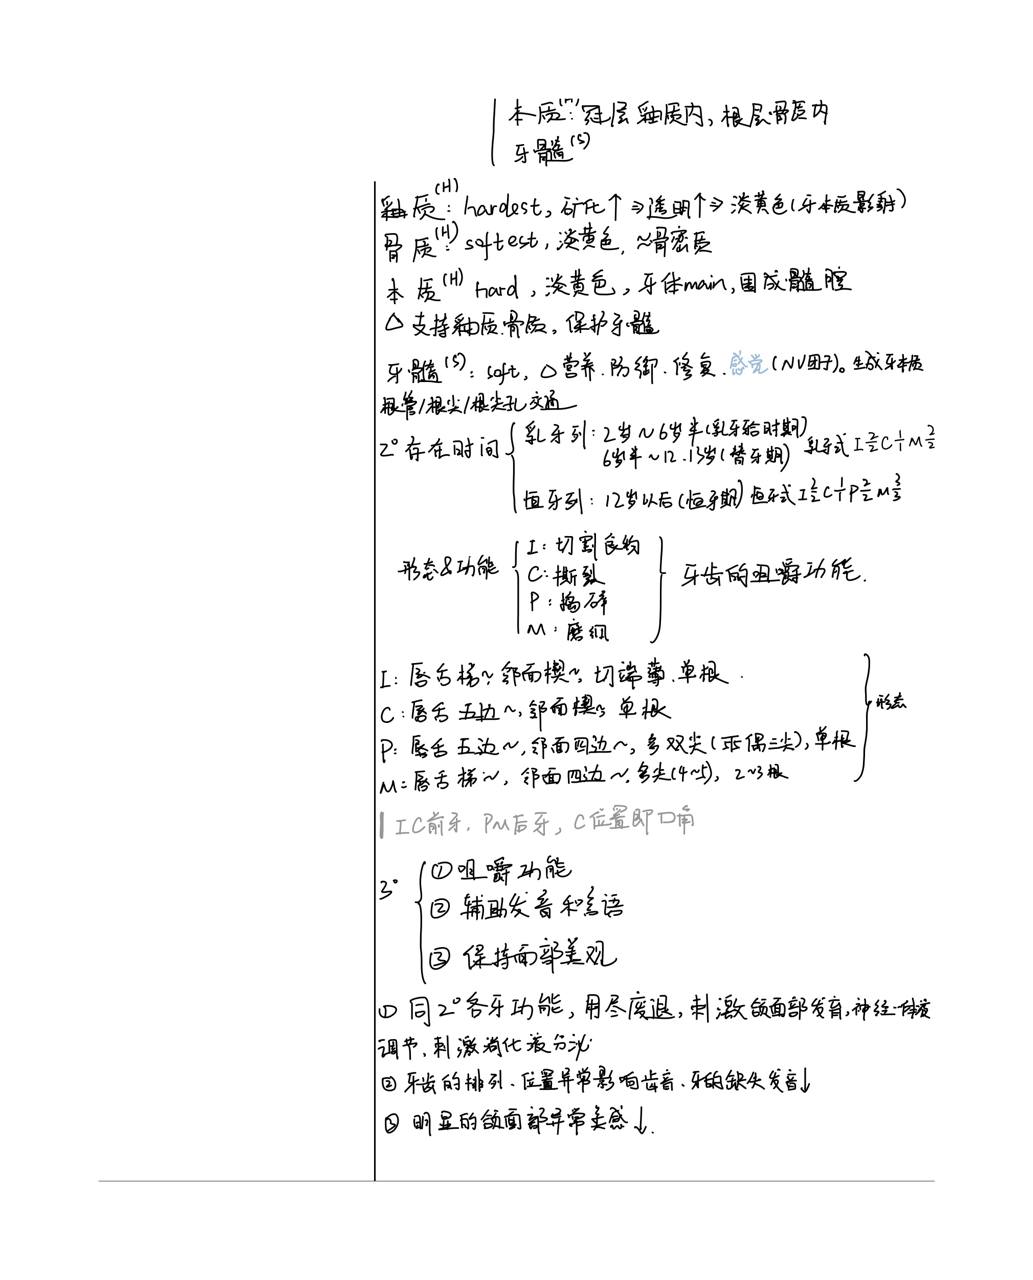 本质(H): 冠层釉质内, 根层骨质内
牙髓(S)
釉质(H): hardest, 矿化↑⇒透明↑⇒淡黄色(牙本质影射)
骨质(H): softest, 淡黄色, ≈骨密质
本质(H) hard, 淡黄色, 牙体main, 围成髓腔
△支持釉质.骨质, 保护牙髓
牙髓(S): soft, △营养.防御.修复.感觉(NV因子)。生成牙本质
根管/根尖/根尖孔交通
2° 存在时间
乳牙列: 2岁~6岁半(乳牙𬌗时期)
6岁半~12.13岁(替牙期) 乳牙式 I 2/2 C 1/1 M 2/2
恒牙列: 12岁以后(恒牙期) 恒牙式 I 2/2 C 1/1 P 2/2 M 3/3
形态&功能
I: 切割食物
C: 撕裂
P: 捣碎
M: 磨细
牙齿的咀嚼功能.
I: 唇舌梯~, 邻面楔~, 切端薄.单根.
C: 唇舌五边~, 邻面楔~ 单根
P: 唇舌五边~, 邻面四边~, 多双尖(下偶三尖), 单根
M: 唇舌梯~, 邻面四边~, 多尖(4~5), 2~3根
形态
IC前牙. PM后牙, C位置即口角
3°
① 咀嚼功能
② 辅助发音和言语
③ 保持面部美观
① 同2°各牙功能, 用尽废退, 刺激颌面部发育, 神经-体液
调节, 刺激消化液分泌
② 牙齿的排列.位置异常影响齿音.牙的缺失发音↓
③ 明显的颌面部异常美感↓.